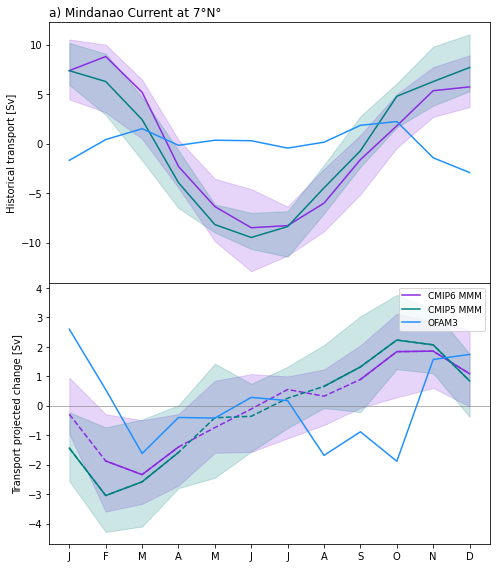 a) Mindanao Current at 7°N°
Historical transport [Sv]
10
5
0
−5
−10
Transport projected change [Sv]
4
3
2
1
0
−1
−2
−3
−4
CMIP6 MMM
CMIP5 MMM
OFAM3
J F M A M J J A S O N D